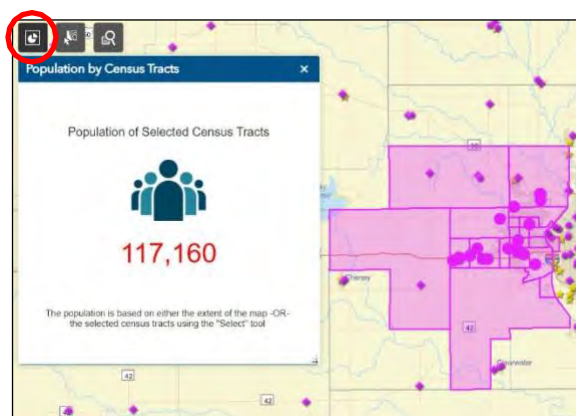 Population by Census Tracts
×
Population of Selected Census Tracts
117,160
The population is based on either the extent of the map -OR-
the selected census tracts using the "Select" tool
Cheney
42
Clearwater
42
42
42